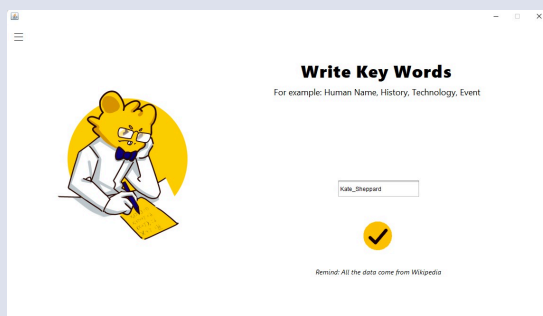 Write Key Words
For example: Human Name, History, Technology, Event
Kate_Sheppard
Remind: All the data come from Wikipedia